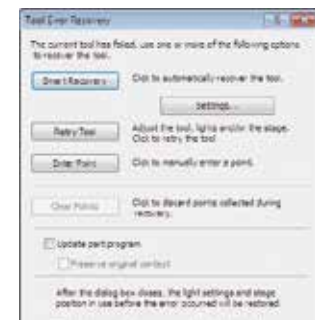 Tool Error Recovery
The current tool has failed, use one or more of the following options
to recover the tool.
Smart Recovery
Click to automatically recover the tool.
Settings...
Retry Tool
Adjust the tool, lights and/or the stage.
Click to retry the tool
Enter Point
Click to manually enter a point.
Clear Points
Click to discard points collected during
recovery.
Update part program
Preserve original context
After the dialog box closes, the light settings and stage
position in use before the error occurred will be restored.